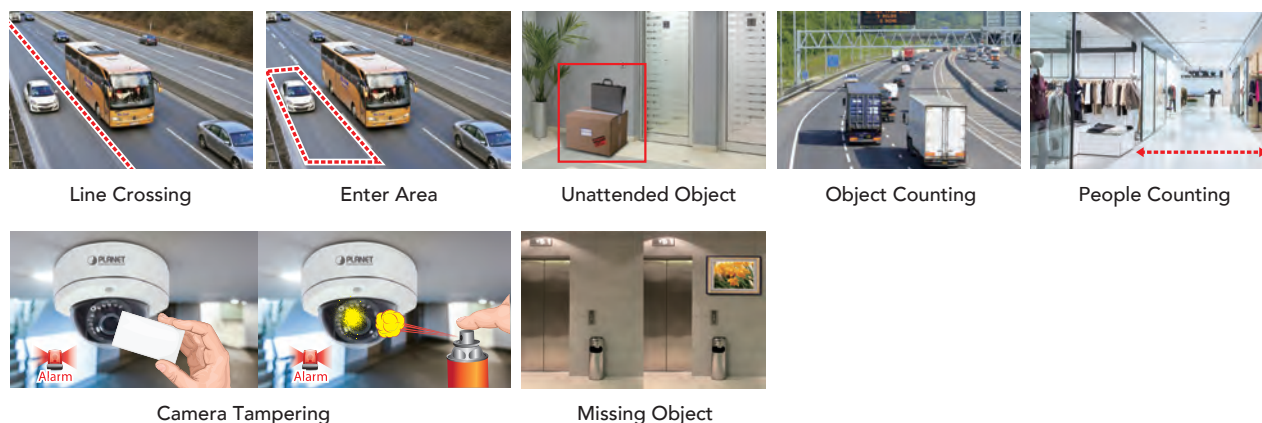 Line Crossing
Enter Area
Unattended Object
Object Counting
People Counting
PLANET
PLANET
Alarm
Alarm
Camera Tampering
Missing Object